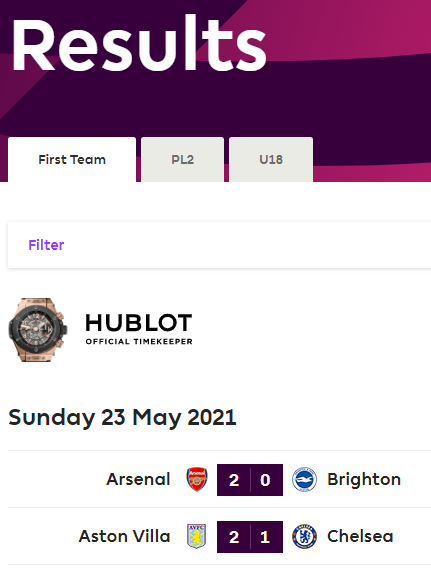 Results
First Team PL2 U18
Filter
HUBLOT
OFFICIAL TIMEKEEPER
Sunday 23 May 2021
Arsenal 2 0 Brighton
Aston Villa AVFC 2 1 Chelsea